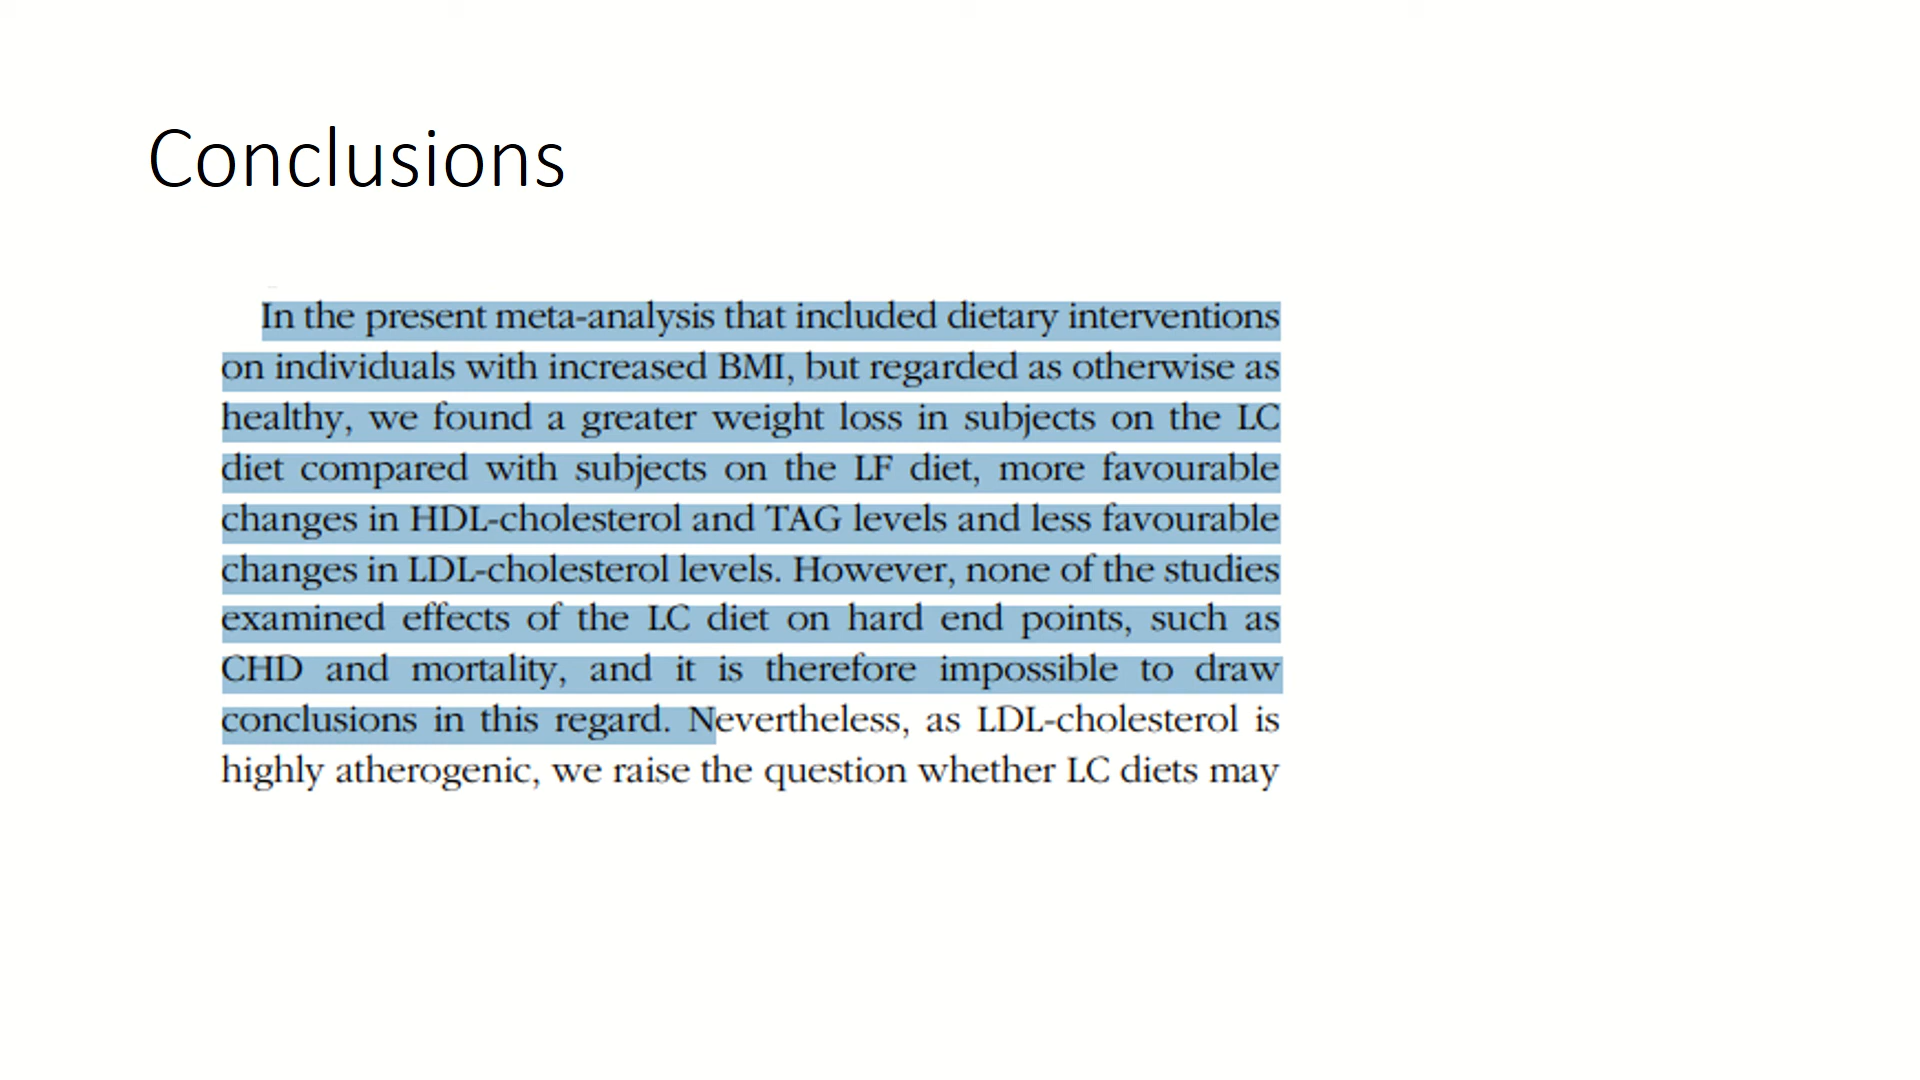 Conclusions
In the present meta-analysis that included dietary interventions
on individuals with increased BMI, but regarded as otherwise as
healthy, we found a greater weight loss in subjects on the LC
diet compared with subjects on the LF diet, more favourable
changes in HDL-cholesterol and TAG levels and less favourable
changes in LDL-cholesterol levels. However, none of the studies
examined effects of the LC diet on hard end points, such as
CHD and mortality, and it is therefore impossible to draw
conclusions in this regard. Nevertheless, as LDL-cholesterol is
highly atherogenic, we raise the question whether LC diets may